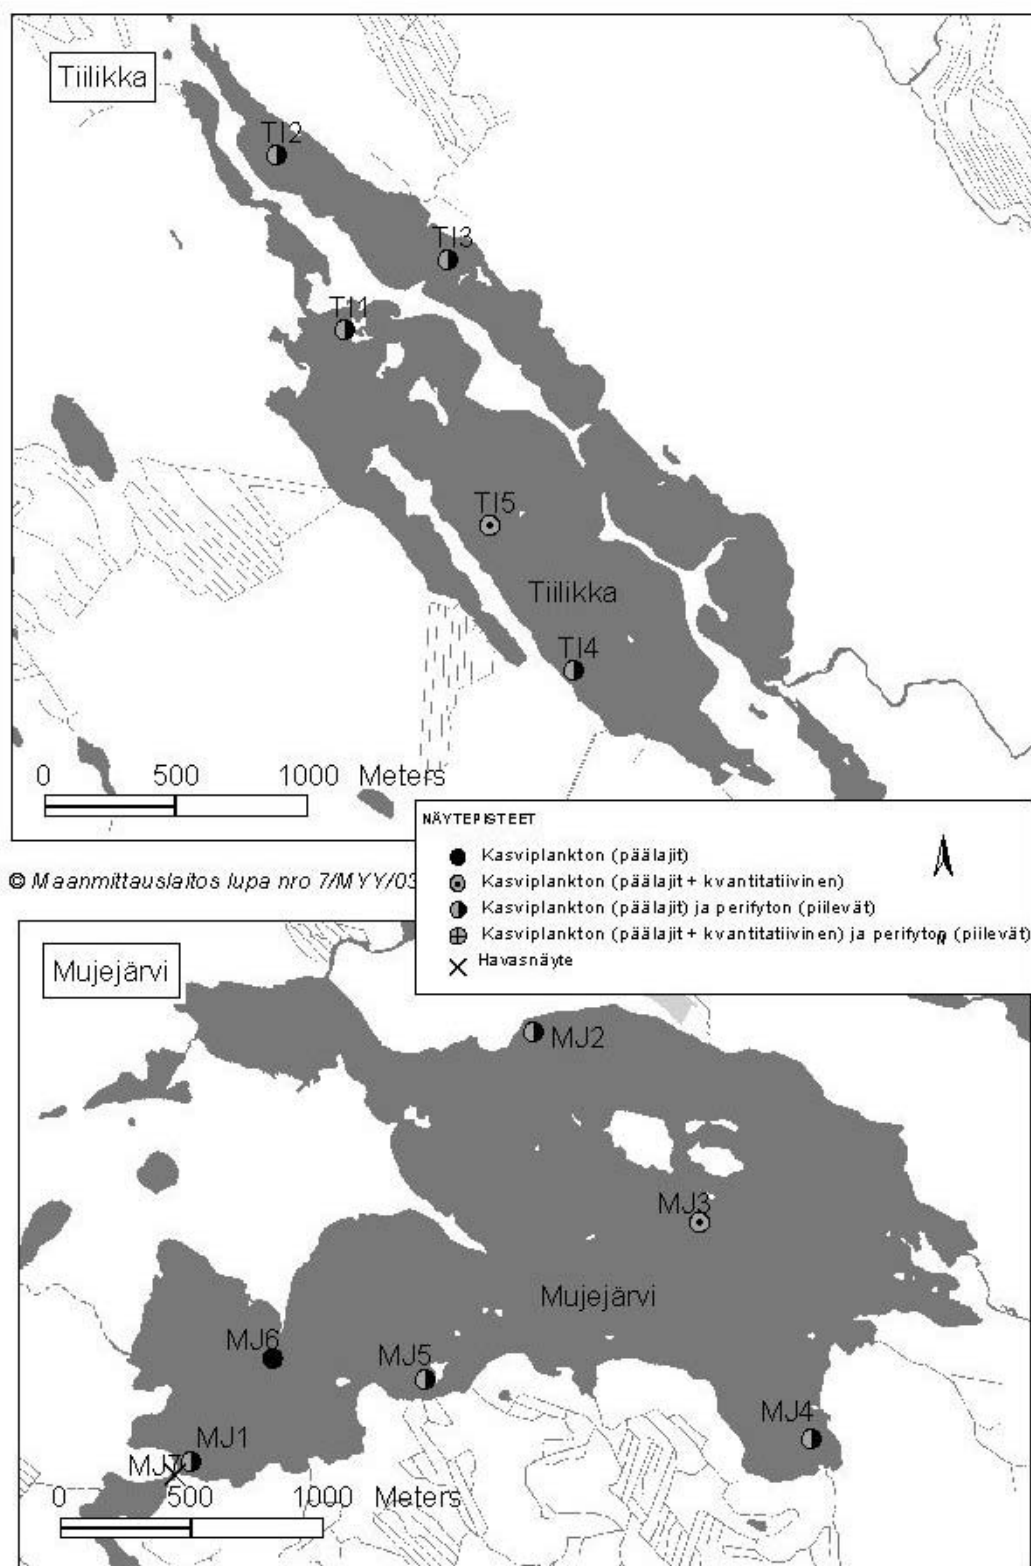 Tiilikka
TI2
TI3
TI1
TI5
Tiilikka
TI4
0 500 1000 Meters
NÄYTEPISTEET
Kasviplankton (päälajit)
Kasviplankton (päälajit + kvantitatiivinen)
Kasviplankton (päälajit) ja perifyton (piilevät)
Kasviplankton (päälajit + kvantitatiivinen) ja perifyton (piilevät)
Havasnäyte
N
© Maanmittauslaitos lupa nro 7/MYY/03
Mujejärvi
MJ2
MJ3
Mujejärvi
MJ6
MJ5
MJ4
MJ1
MJ7
0 500 1000 Meters